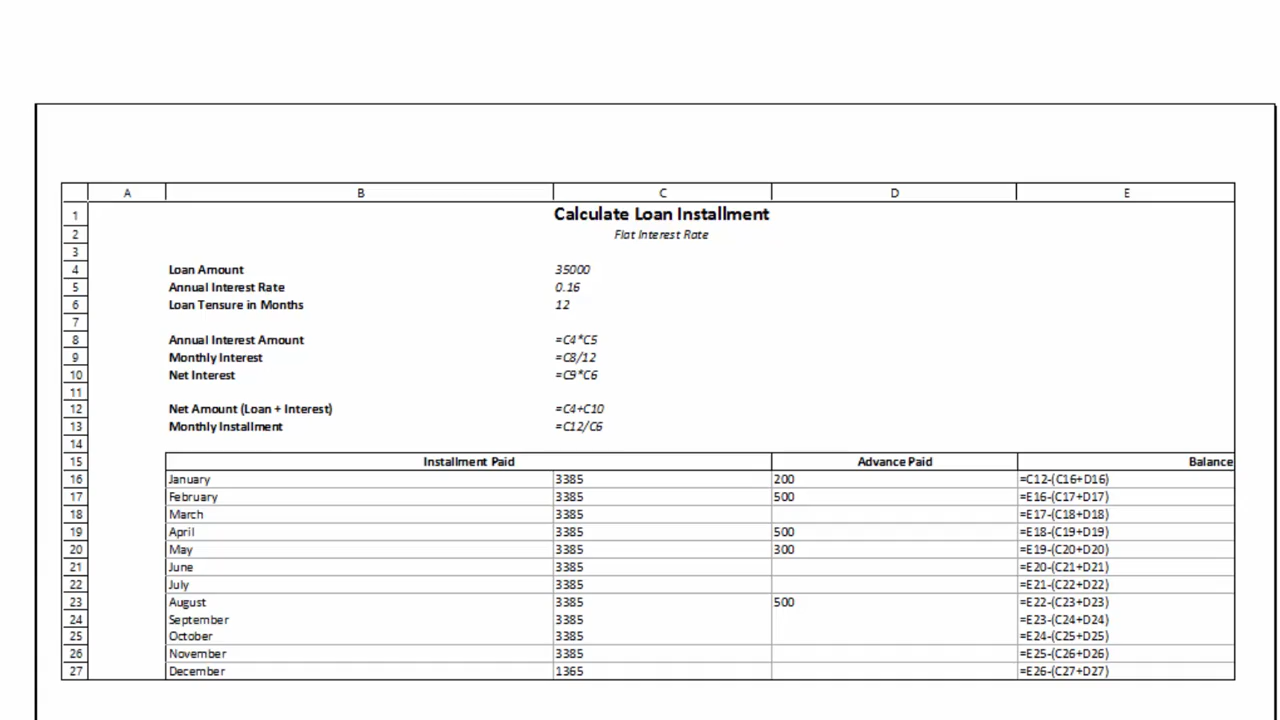 A B C D E
1 Calculate Loan Installment
2 Flat Interest Rate
3
4 Loan Amount 35000
5 Annual Interest Rate 0.16
6 Loan Tensure in Months 12
7
8 Annual Interest Amount =C4*C5
9 Monthly Interest =C8/12
10 Net Interest =C9*C6
11
12 Net Amount (Loan + Interest) =C4+C10
13 Monthly Installment =C12/C6
14
15 Installment Paid Advance Paid Balance
16 January 3385 200 =C12-(C16+D16)
17 February 3385 500 =E16-(C17+D17)
18 March 3385 =E17-(C18+D18)
19 April 3385 500 =E18-(C19+D19)
20 May 3385 300 =E19-(C20+D20)
21 June 3385 =E20-(C21+D21)
22 July 3385 =E21-(C22+D22)
23 August 3385 500 =E22-(C23+D23)
24 September 3385 =E23-(C24+D24)
25 October 3385 =E24-(C25+D25)
26 November 3385 =E25-(C26+D26)
27 December 1365 =E26-(C27+D27)